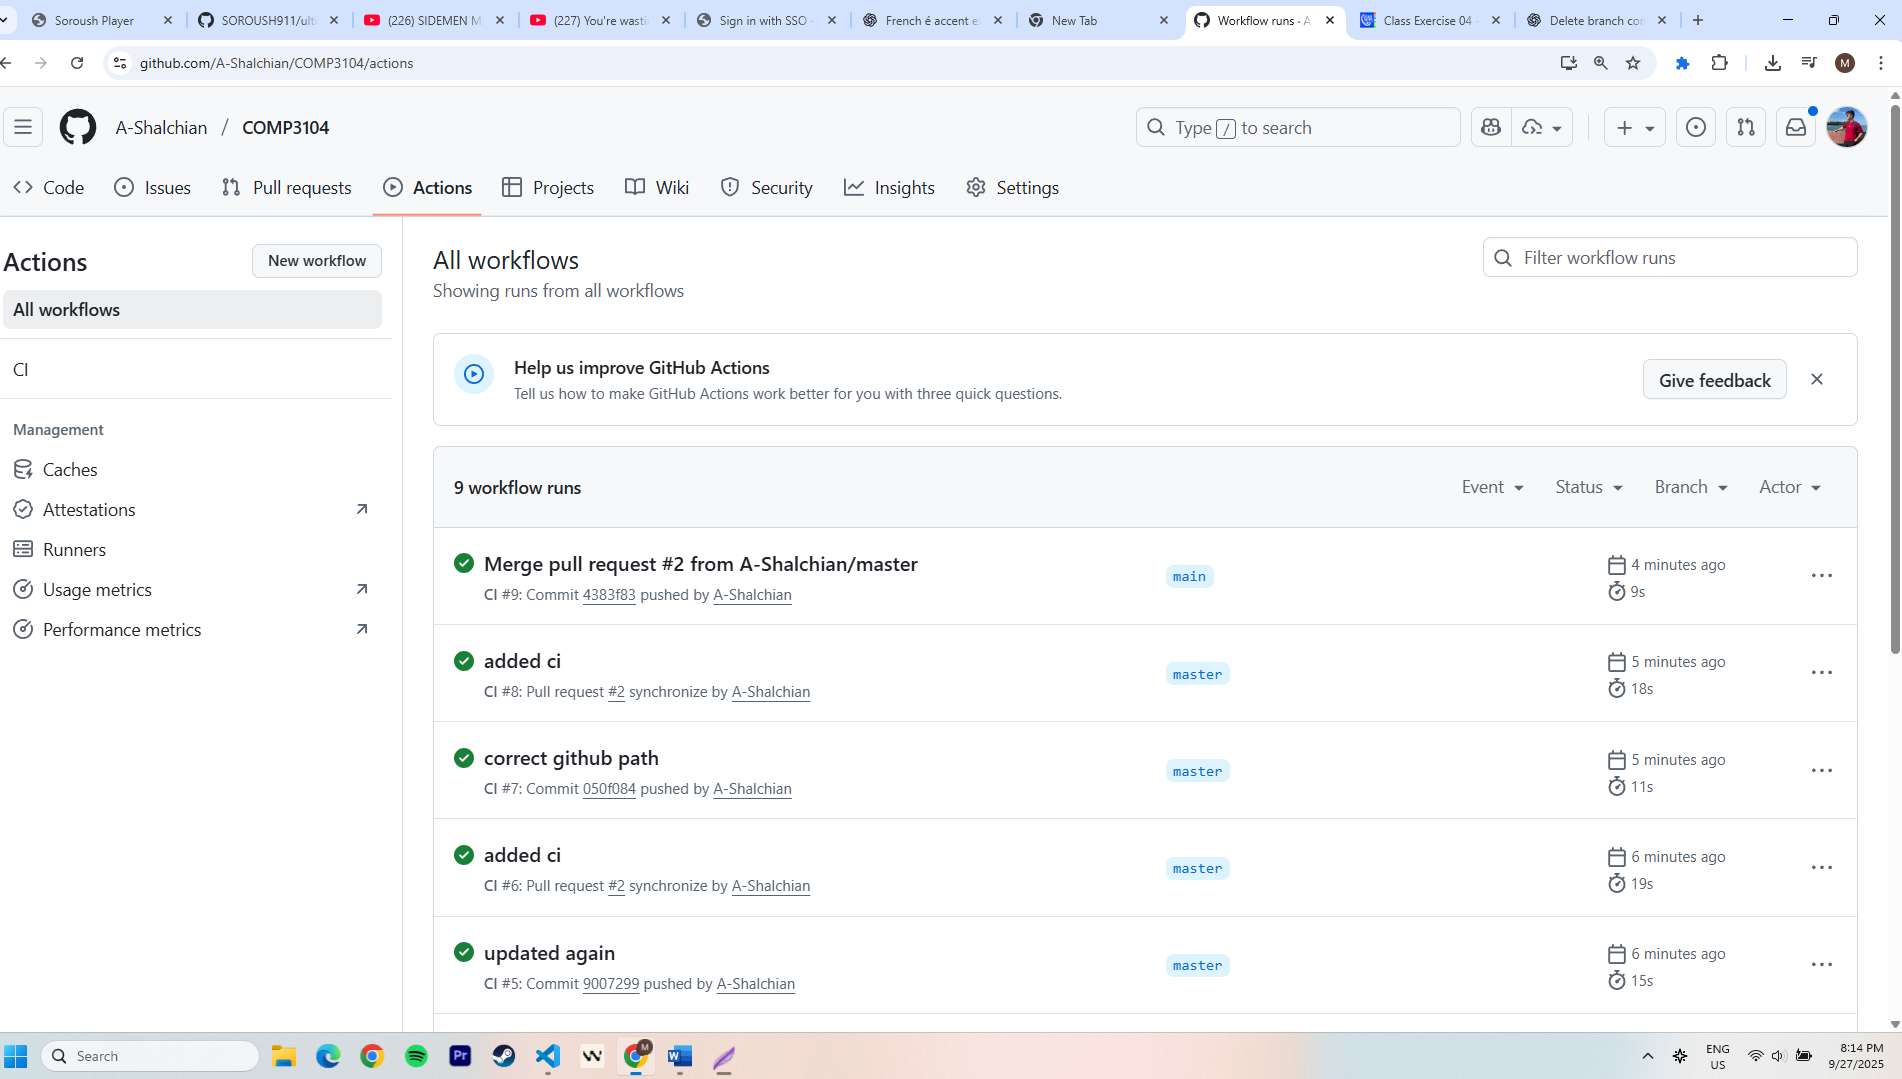 Soroush Player
SOROUSH911/ulti
(226) SIDEMEN M
(227) You're wasti
Sign in with SSO -
French é accent e
New Tab
Workflow runs · A
Class Exercise 04 -
Delete branch con
github.com/A-Shalchian/COMP3104/actions
M
A-Shalchian / COMP3104
Type / to search
Code
Issues
Pull requests
Actions
Projects
Wiki
Security
Insights
Settings
Actions
New workflow
All workflows
CI
Management
Caches
Attestations
Runners
Usage metrics
Performance metrics
All workflows
Showing runs from all workflows
Filter workflow runs
Help us improve GitHub Actions
Tell us how to make GitHub Actions work better for you with three quick questions.
Give feedback
9 workflow runs
Event
Status
Branch
Actor
Merge pull request #2 from A-Shalchian/master
CI #9: Commit 4383f83 pushed by A-Shalchian
main
4 minutes ago
9s
added ci
CI #8: Pull request #2 synchronize by A-Shalchian
master
5 minutes ago
18s
correct github path
CI #7: Commit 050f084 pushed by A-Shalchian
master
5 minutes ago
11s
added ci
CI #6: Pull request #2 synchronize by A-Shalchian
master
6 minutes ago
19s
updated again
CI #5: Commit 9007299 pushed by A-Shalchian
master
6 minutes ago
15s
Search
Pr
W
M
W
ENG
US
8:14 PM
9/27/2025